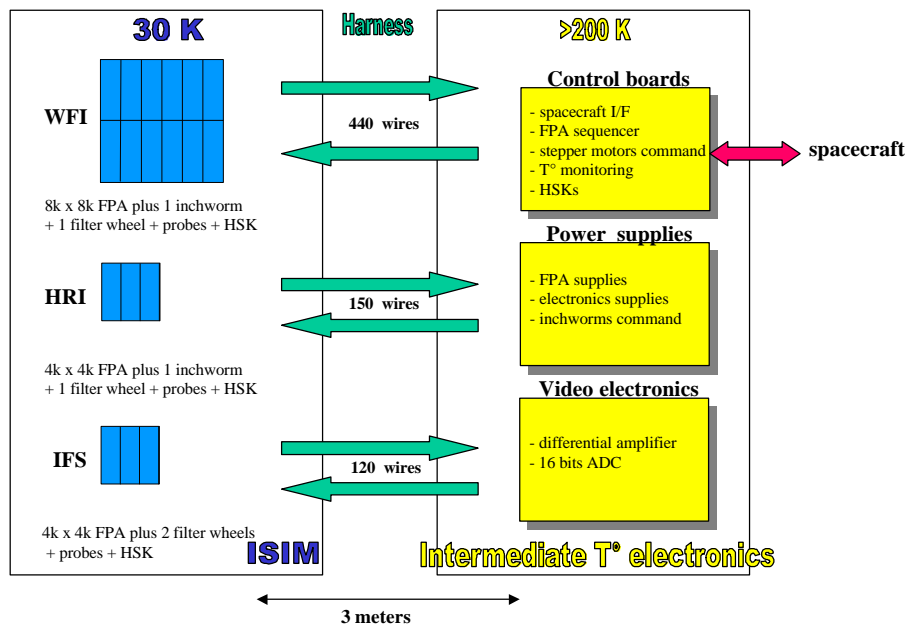 30 K
Harness
>200 K
WFI
8k x 8k FPA plus 1 inchworm
+ 1 filter wheel + probes + HSK
440 wires
Control boards
- spacecraft I/F
- FPA sequencer
- stepper motors command
- T° monitoring
- HSKs
spacecraft
HRI
4k x 4k FPA plus 1 inchworm
+ 1 filter wheel + probes + HSK
150 wires
Power supplies
- FPA supplies
- electronics supplies
- inchworms command
IFS
4k x 4k FPA plus 2 filter wheels
+ probes + HSK
120 wires
Video electronics
- differential amplifier
- 16 bits ADC
ISIM
Intermediate T° electronics
3 meters